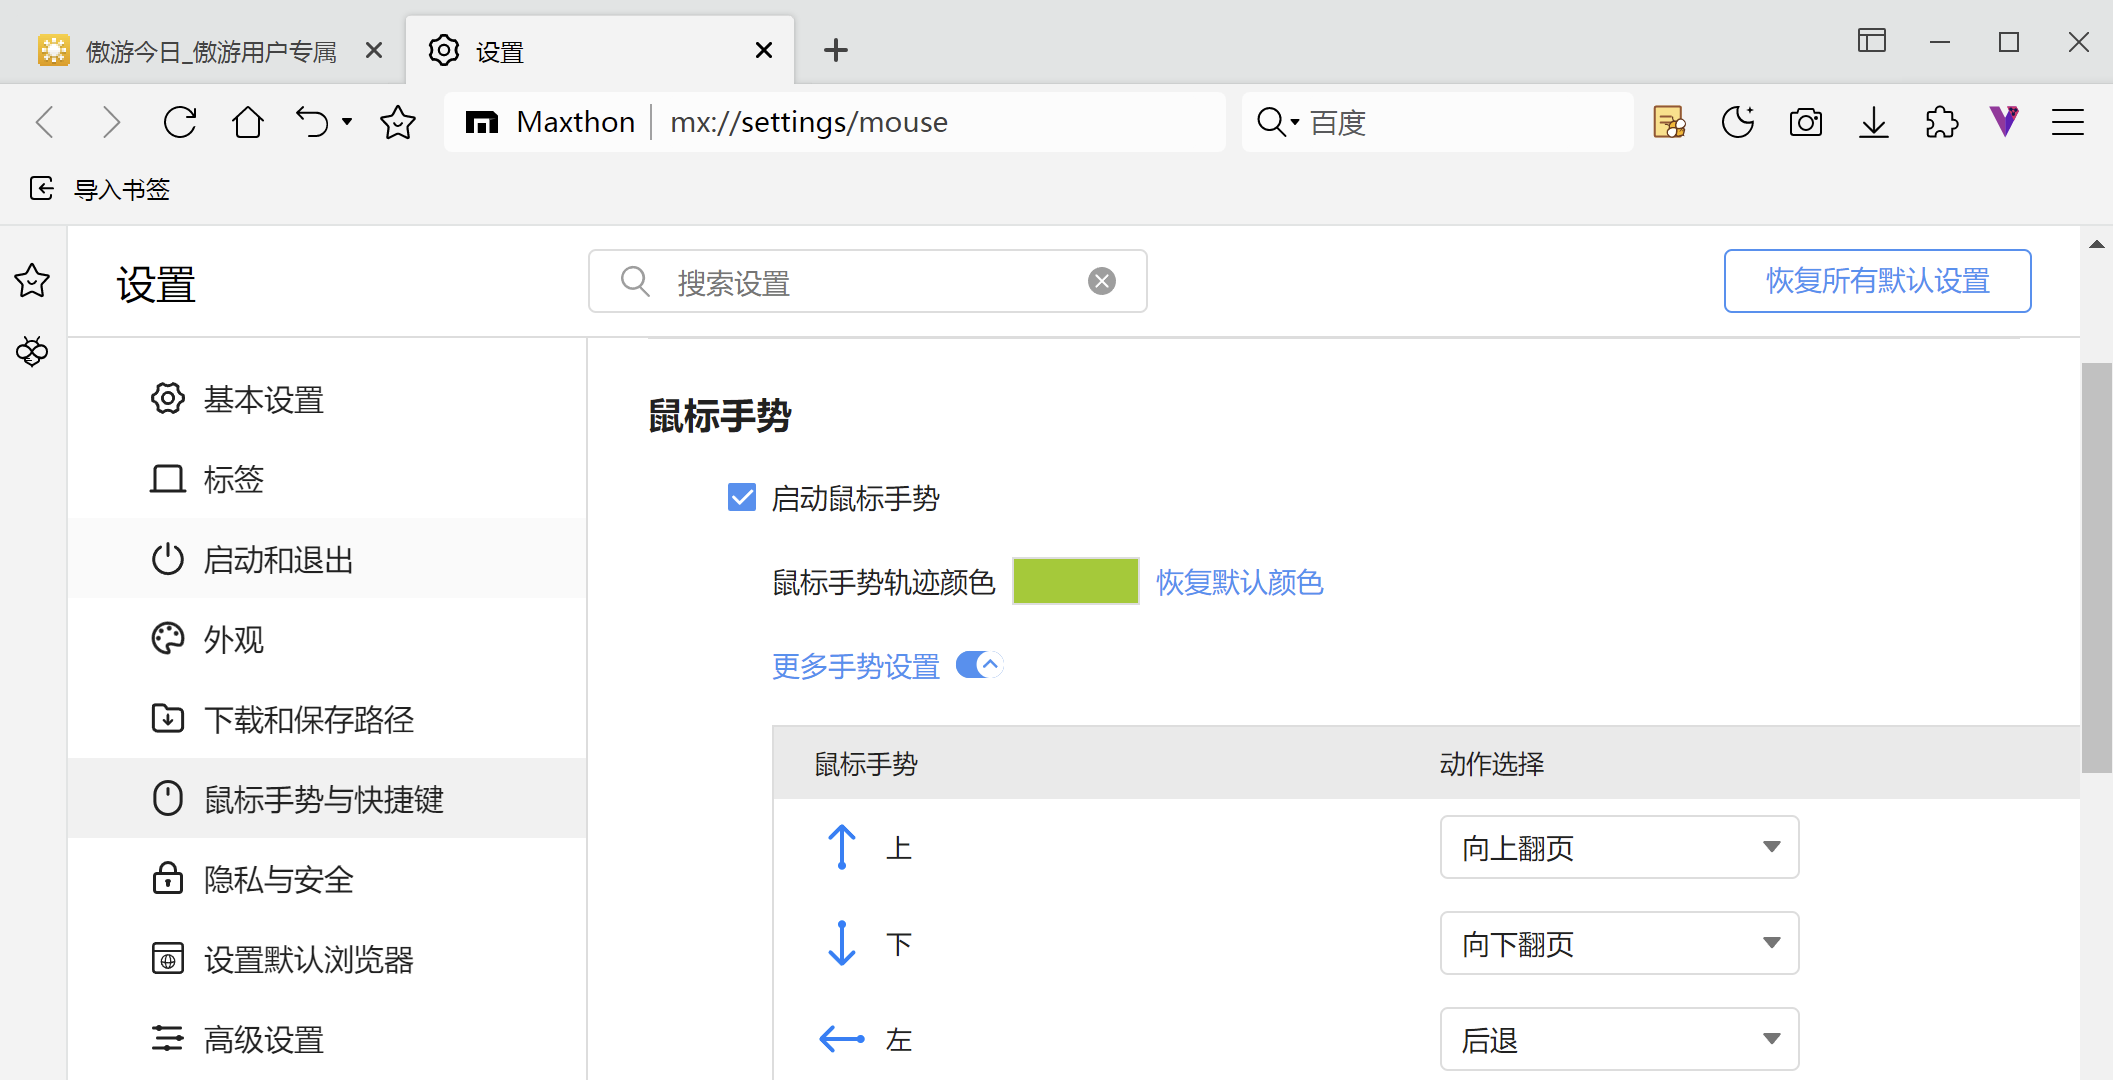 傲游今日_傲游用户专属
设置
Maxthon
mx://settings/mouse
百度
导入书签
设置
搜索设置
恢复所有默认设置
基本设置
标签
启动和退出
外观
下载和保存路径
鼠标手势与快捷键
隐私与安全
设置默认浏览器
高级设置
鼠标手势
启动鼠标手势
鼠标手势轨迹颜色 恢复默认颜色
更多手势设置
鼠标手势 动作选择
上 向上翻页
下 向下翻页
左 后退